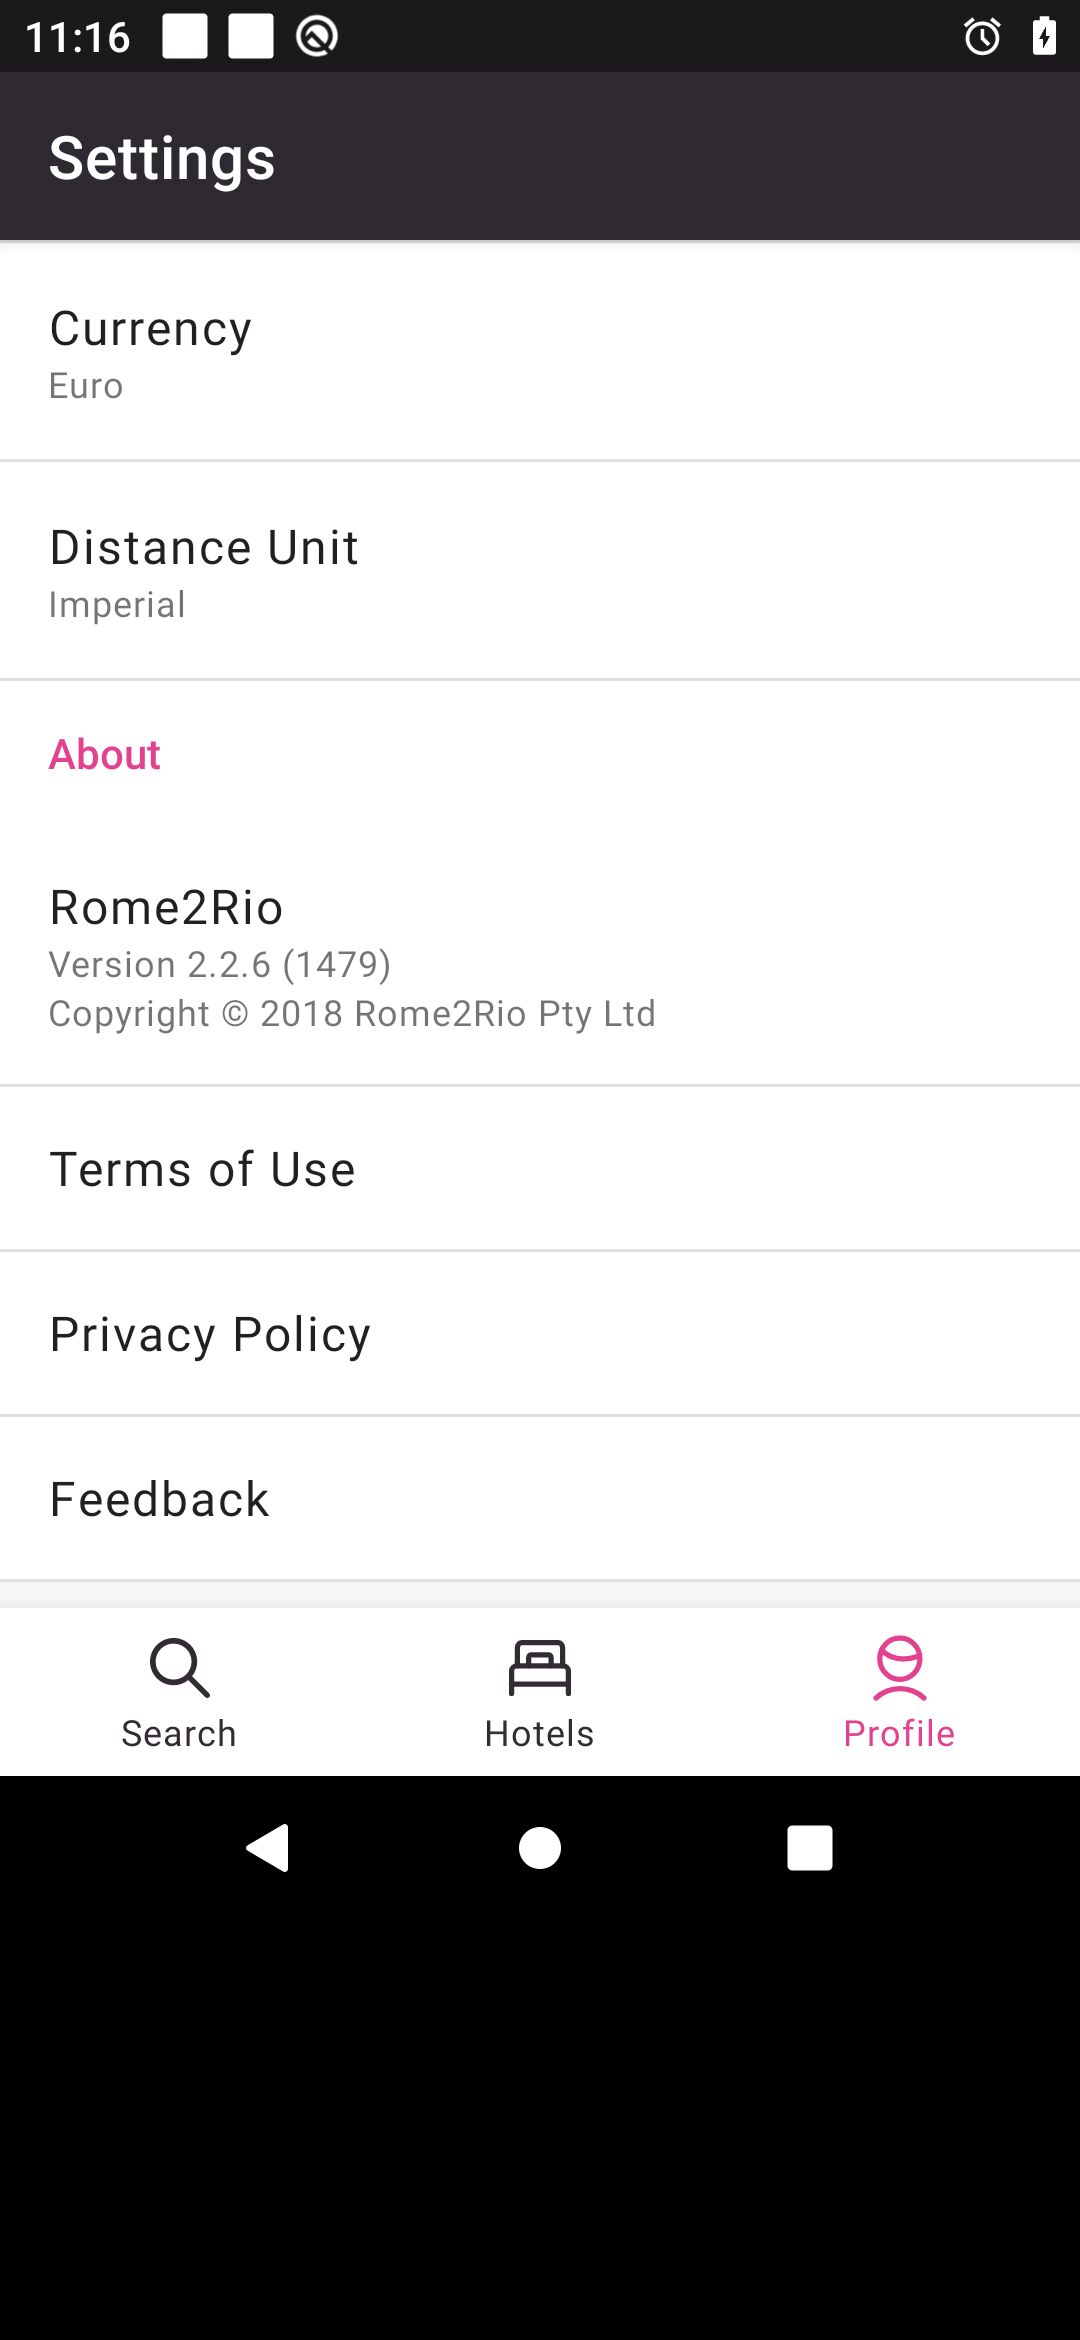 11:16
Settings
Currency
Euro
Distance Unit
Imperial
About
Rome2Rio
Version 2.2.6 (1479)
Copyright © 2018 Rome2Rio Pty Ltd
Terms of Use
Privacy Policy
Feedback
Search
Hotels
Profile